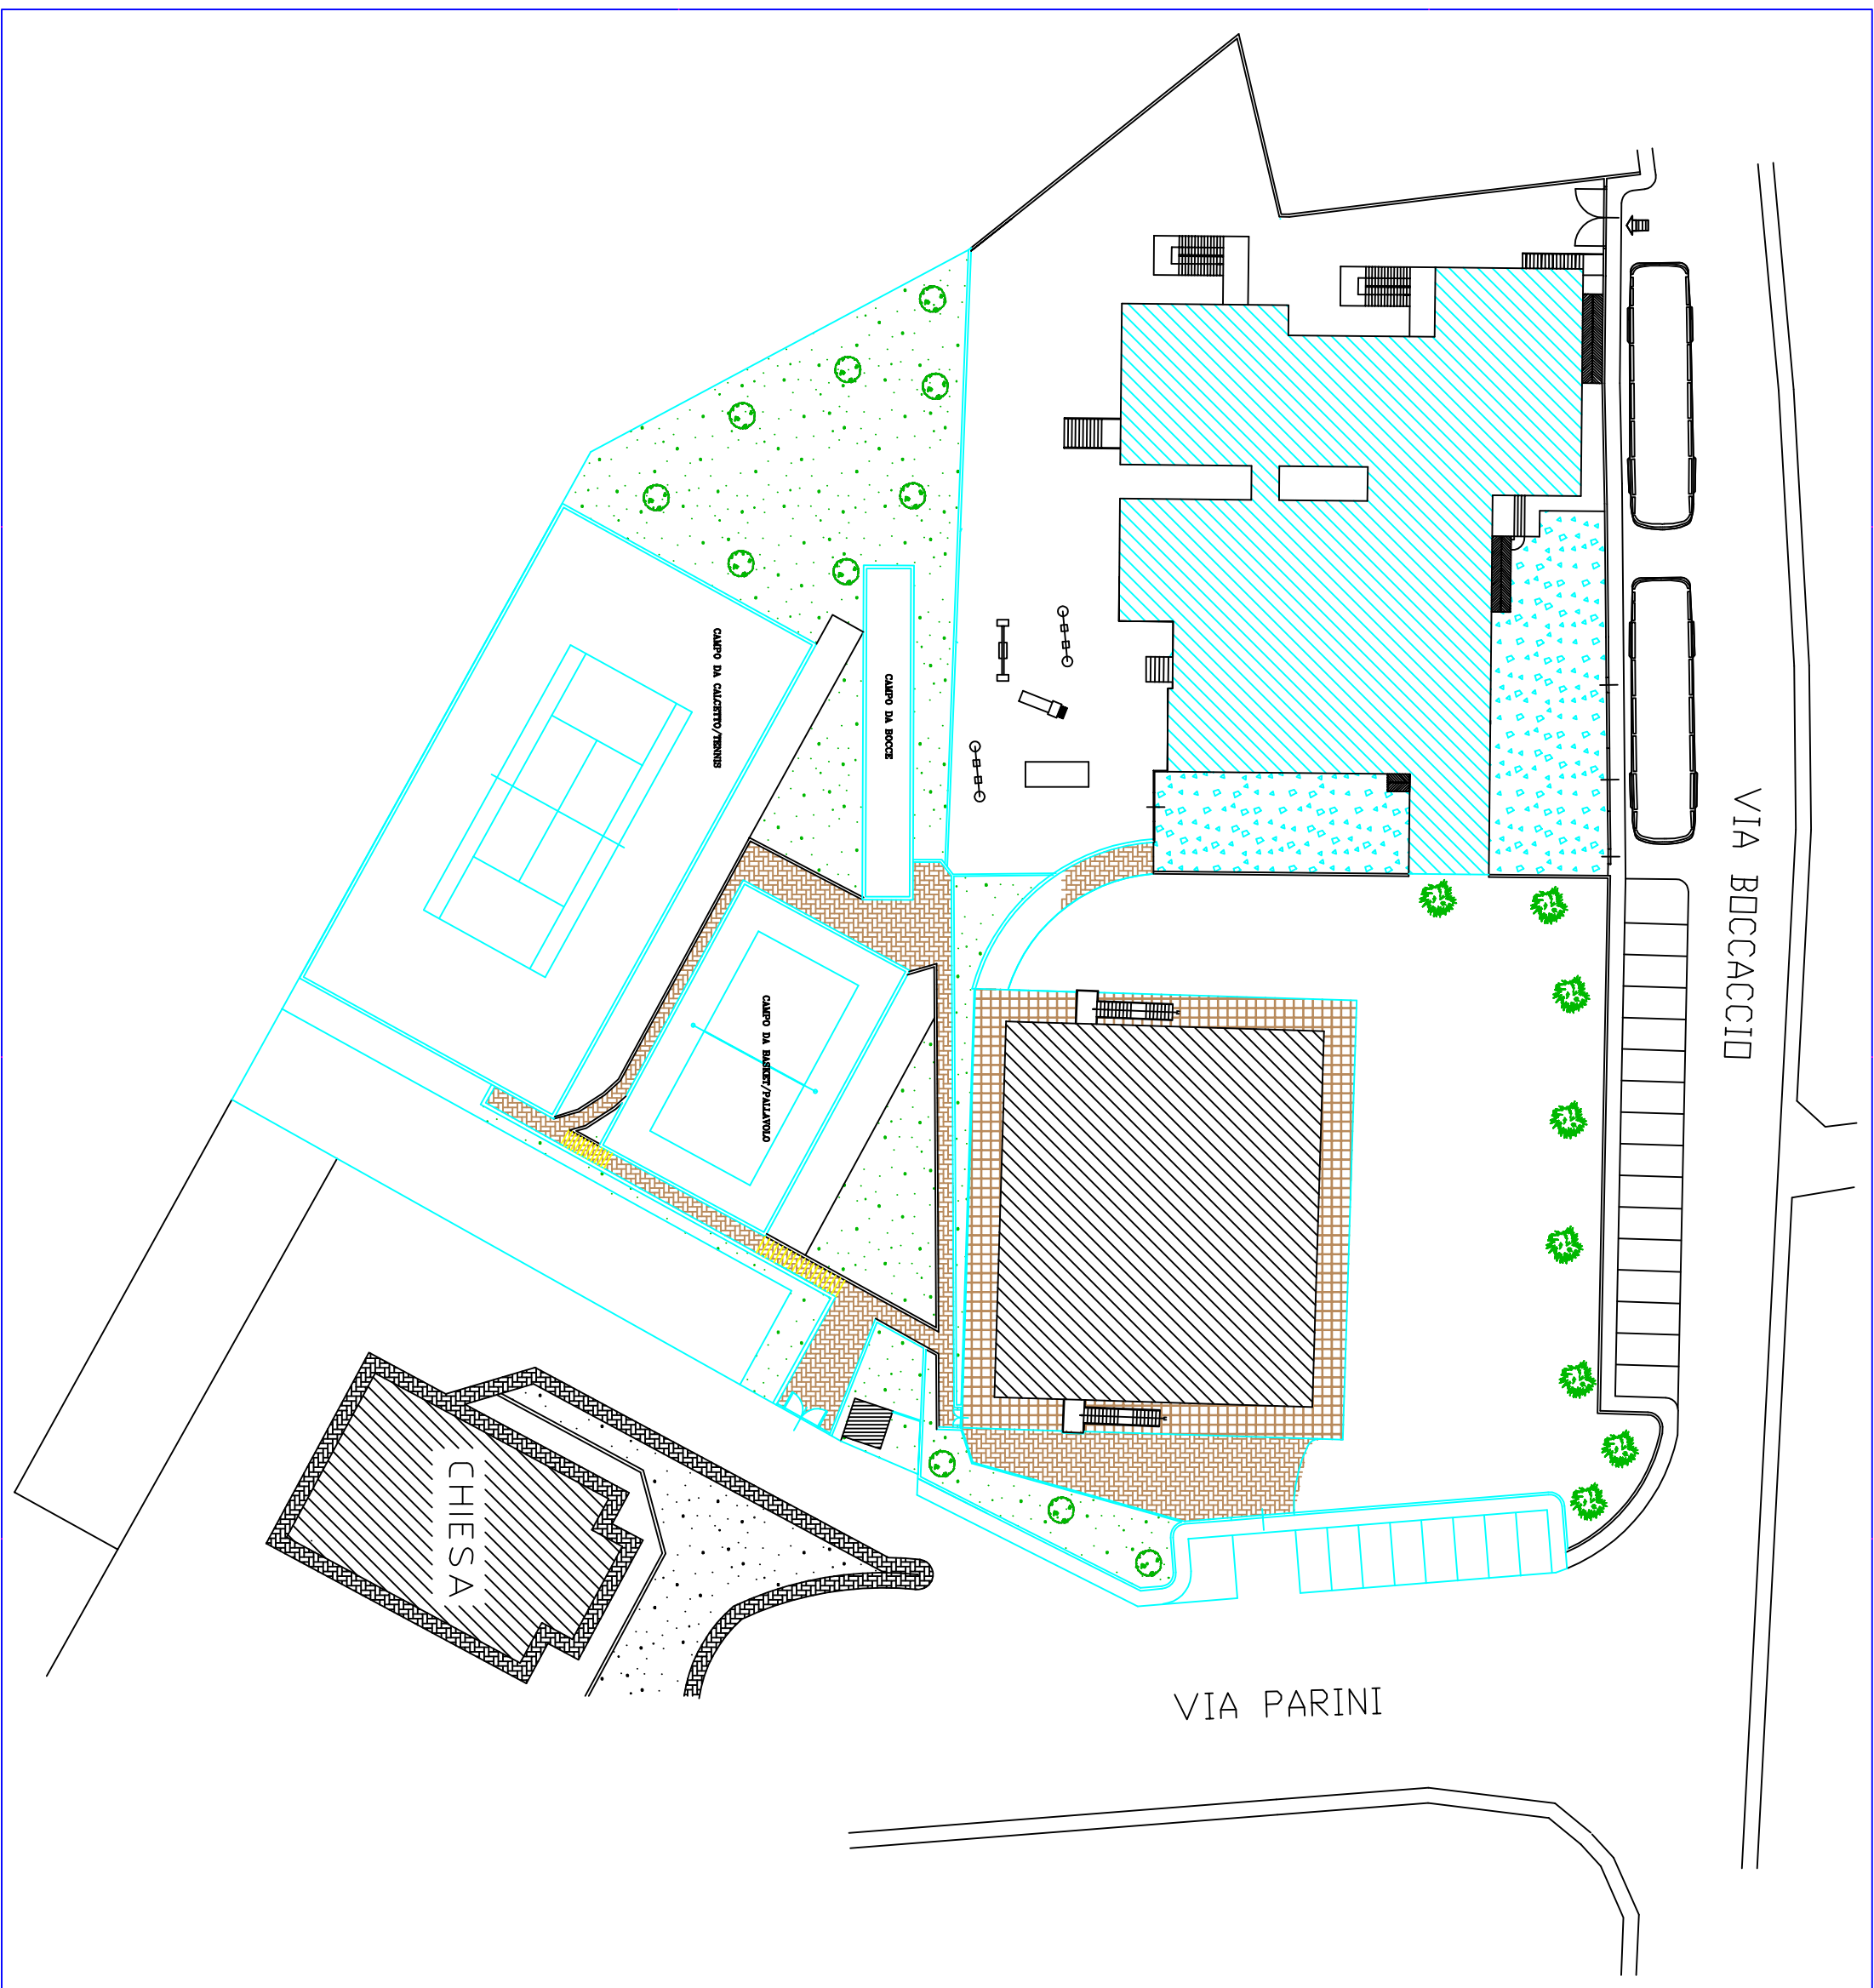 VIA BOCCACCIO
CAMPO DA CALCETTO/TENNIS
CAMPO DA BOCCE
CAMPO DA BASKET/PALLAVOLO
CHIESA
VIA PARINI